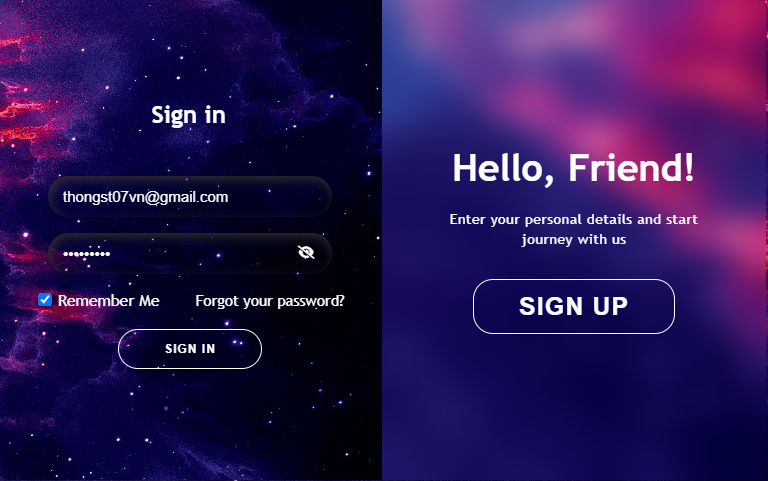 Sign in
thongst07vn@gmail.com
•••••••••
Remember Me
Forgot your password?
SIGN IN
Hello, Friend!
Enter your personal details and start
journey with us
SIGN UP